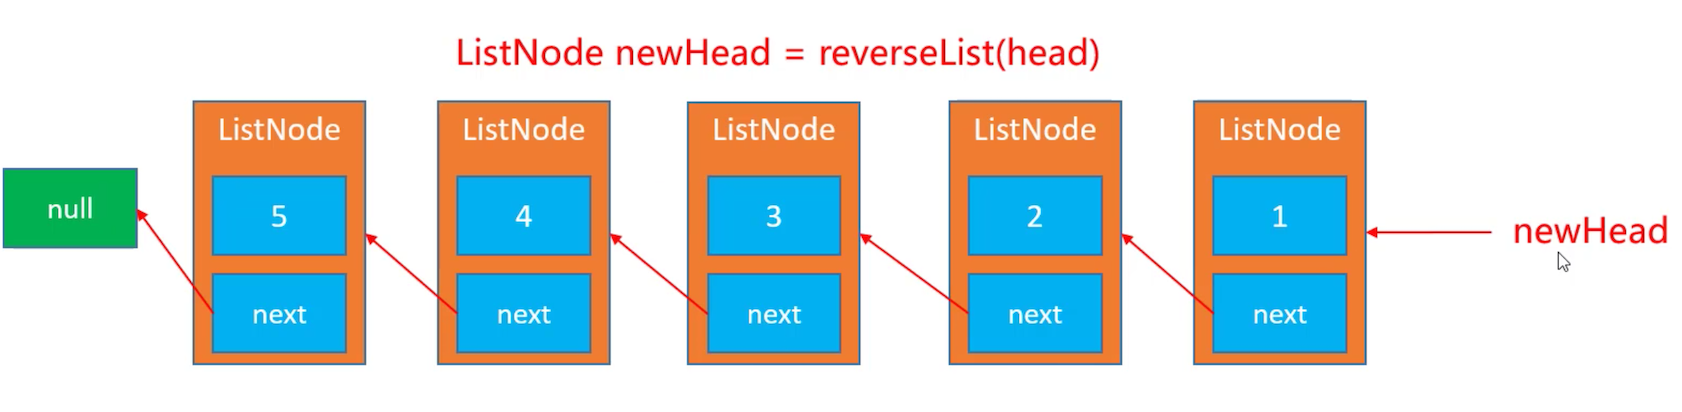 ListNode newHead = reverseList(head)
ListNode ListNode ListNode ListNode ListNode
null 5 4 3 2 1 newHead
next next next next next